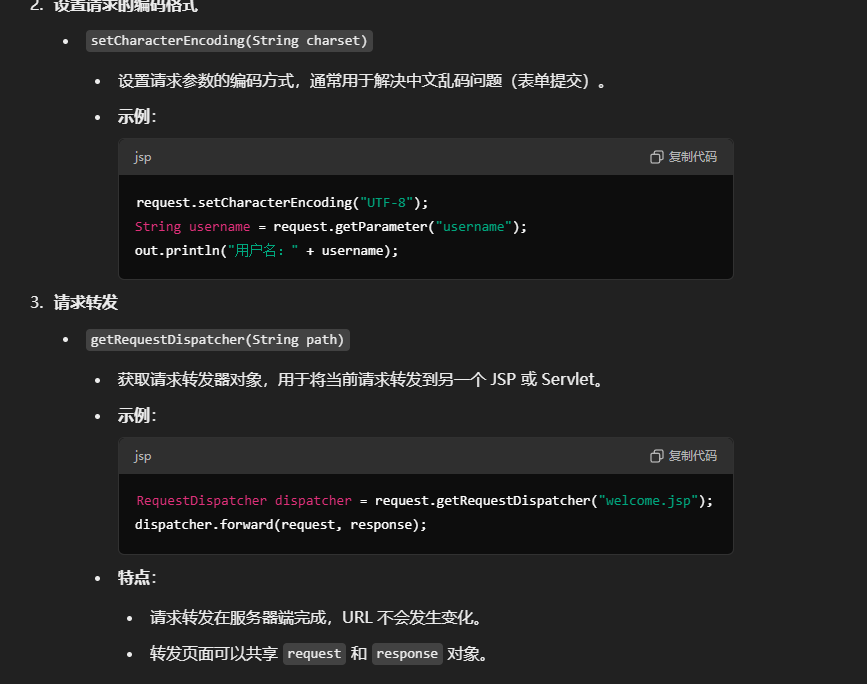 2. 设置请求的编码格式
setCharacterEncoding(String charset)
设置请求参数的编码方式，通常用于解决中文乱码问题（表单提交）。
示例：
jsp 复制代码
request.setCharacterEncoding("UTF-8");
String username = request.getParameter("username");
out.println("用户名：" + username);
3. 请求转发
getRequestDispatcher(String path)
获取请求转发器对象，用于将当前请求转发到另一个 JSP 或 Servlet。
示例：
jsp 复制代码
RequestDispatcher dispatcher = request.getRequestDispatcher("welcome.jsp");
dispatcher.forward(request, response);
特点：
请求转发在服务器端完成，URL 不会发生变化。
转发页面可以共享 request 和 response 对象。